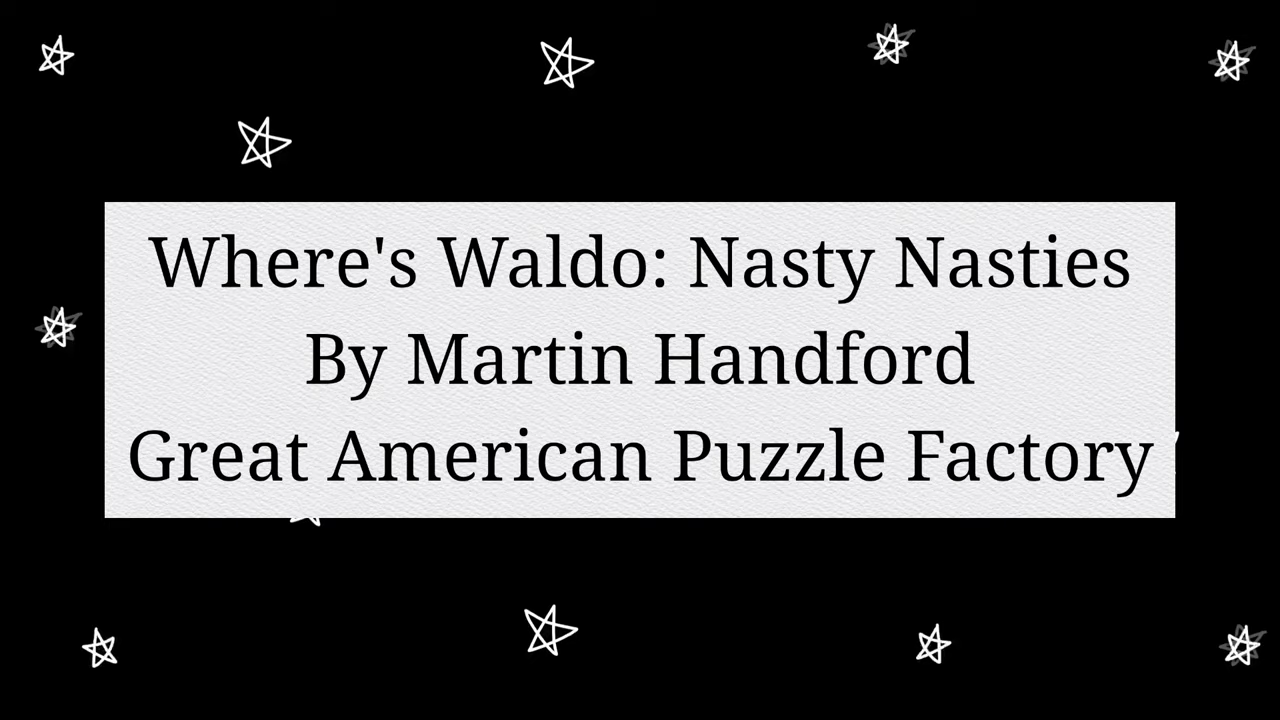 Where's Waldo: Nasty Nasties
By Martin Handford
Great American Puzzle Factory